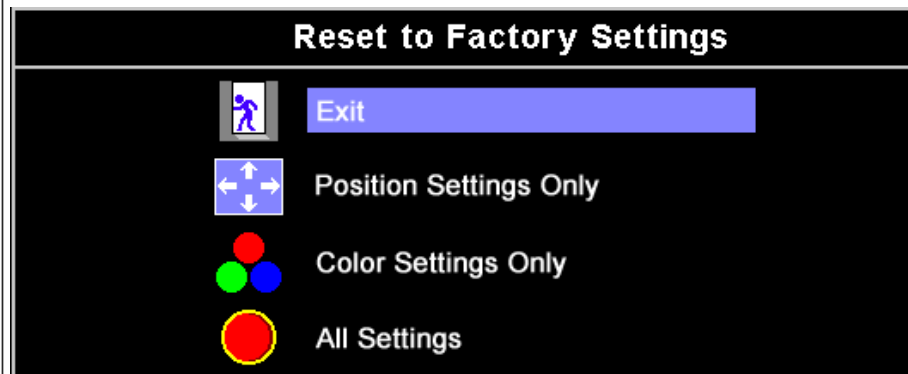 Reset to Factory Settings
Exit
Position Settings Only
Color Settings Only
All Settings